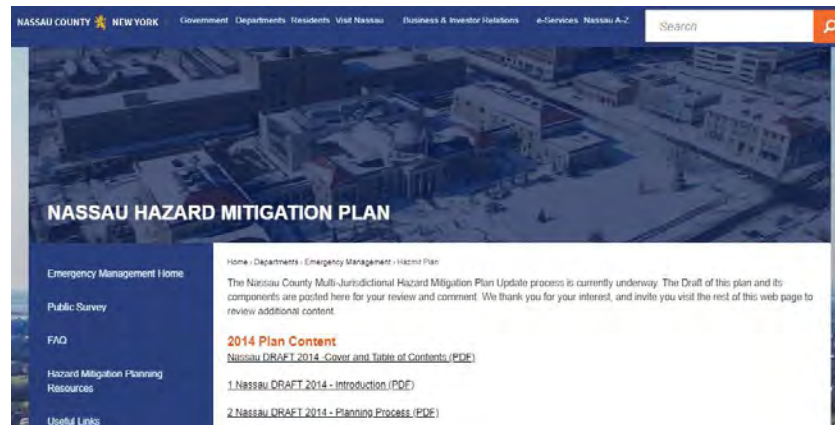 NASSAU COUNTY NEW YORK Government Departments Residents Visit Nassau Business & Investor Relations e-Services Nassau A-Z Search
NASSAU HAZARD MITIGATION PLAN
Home › Departments › Emergency Management › Hazmit Plan
Emergency Management Home
Public Survey
FAQ
Hazard Mitigation Planning
Resources
Useful Links
The Nassau County Multi-Jurisdictional Hazard Mitigation Plan Update process is currently underway. The Draft of this plan and its
components are posted here for your review and comment. We thank you for your interest, and invite you visit the rest of this web page to
review additional content.
2014 Plan Content
Nassau DRAFT 2014 -Cover and Table of Contents (PDF)
1 Nassau DRAFT 2014 - Introduction (PDF)
2 Nassau DRAFT 2014 - Planning Process (PDF)